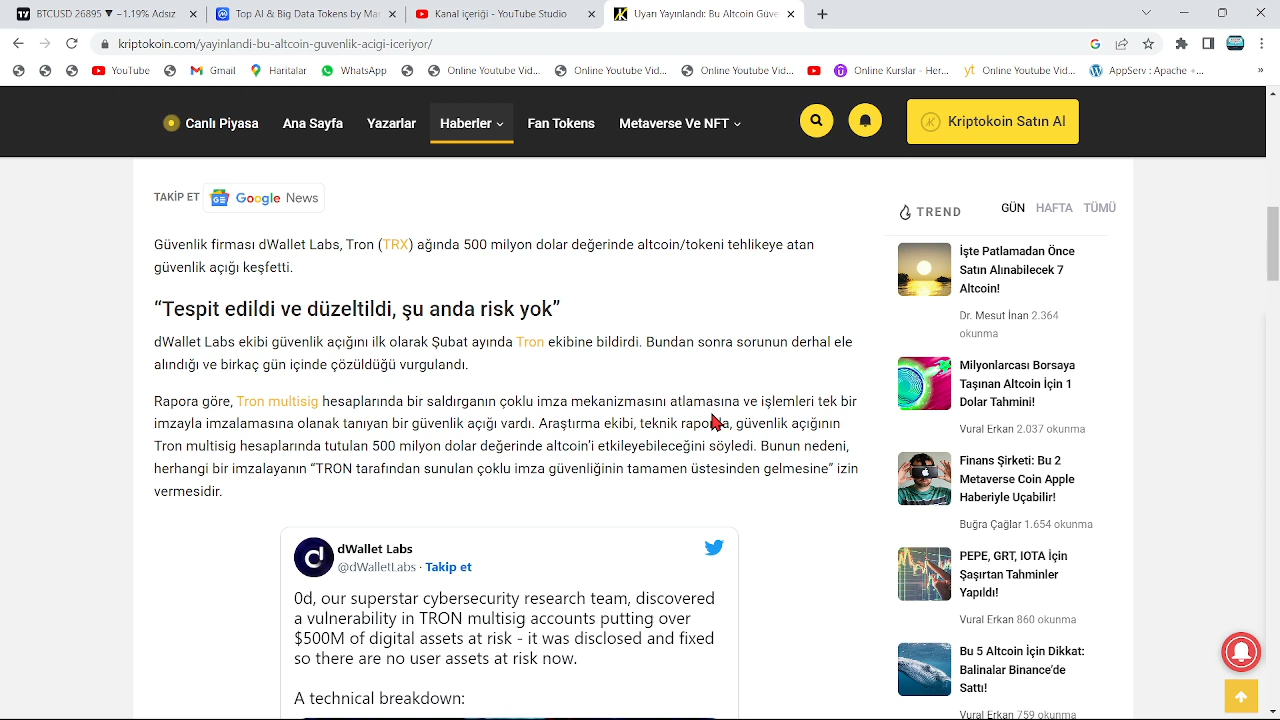 BTCUSD 26895 ▼ −1.19% Adsız
Top AI & Big Data Tokens by Mar
Kanal içeriği - YouTube Studio
Uyarı Yayınlandı: Bu Altcoin Güve
kriptokoin.com/yayinlandi-bu-altcoin-guvenlik-acigi-iceriyor/
YouTube
Gmail
Haritalar
WhatsApp
Online Youtube Vid...
Online Youtube Vid...
Online Youtube Vid...
Online Kurslar - Her...
Online Youtube Vid...
AppServ : Apache +...
»
Canlı Piyasa
Ana Sayfa
Yazarlar
Haberler
Fan Tokens
Metaverse Ve NFT
Kriptokoin Satın Al
TAKİP ET
Google News
Güvenlik firması dWallet Labs, Tron (TRX) ağında 500 milyon dolar değerinde altcoin/tokeni tehlikeye atan
güvenlik açığı keşfetti.
“Tespit edildi ve düzeltildi, şu anda risk yok”
dWallet Labs ekibi güvenlik açığını ilk olarak Şubat ayında Tron ekibine bildirdi. Bundan sonra sorunun derhal ele
alındığı ve birkaç gün içinde çözüldüğü vurgulandı.
Rapora göre, Tron multisig hesaplarında bir saldırganın çoklu imza mekanizmasını atlamasına ve işlemleri tek bir
imzayla imzalamasına olanak tanıyan bir güvenlik açığı vardı. Araştırma ekibi, teknik raporda, güvenlik açığının
Tron multisig hesaplarında tutulan 500 milyon dolar değerinde altcoin’i etkileyebileceğini söyledi. Bunun nedeni,
herhangi bir imzalayanın “TRON tarafından sunulan çoklu imza güvenliğinin tamamen üstesinden gelmesine” izin
vermesidir.
dWallet Labs
@dWalletLabs · Takip et
0d, our superstar cybersecurity research team, discovered
a vulnerability in TRON multisig accounts putting over
$500M of digital assets at risk - it was disclosed and fixed
so there are no user assets at risk now.
A technical breakdown:
TREND
GÜN
HAFTA
TÜMÜ
İşte Patlamadan Önce
Satın Alınabilecek 7
Altcoin!
Dr. Mesut İnan 2.364
okunma
Milyonlarcası Borsaya
Taşınan Altcoin İçin 1
Dolar Tahmini!
Vural Erkan 2.037 okunma
Finans Şirketi: Bu 2
Metaverse Coin Apple
Haberiyle Uçabilir!
Buğra Çağlar 1.654 okunma
PEPE, GRT, IOTA İçin
Şaşırtan Tahminler
Yapıldı!
Vural Erkan 860 okunma
Bu 5 Altcoin İçin Dikkat:
Balinalar Binance’de
Sattı!
Vural Erkan 759 okunma